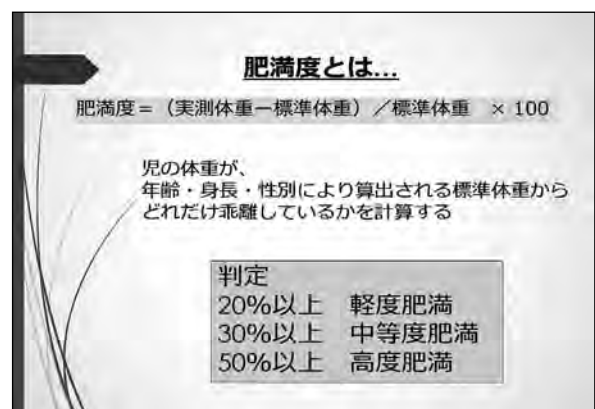 肥満度とは...
肥満度＝（実測体重ー標準体重）／標準体重　× 100
児の体重が、
年齢・身長・性別により算出される標準体重から
どれだけ乖離しているかを計算する
判定
20%以上　軽度肥満
30%以上　中等度肥満
50%以上　高度肥満